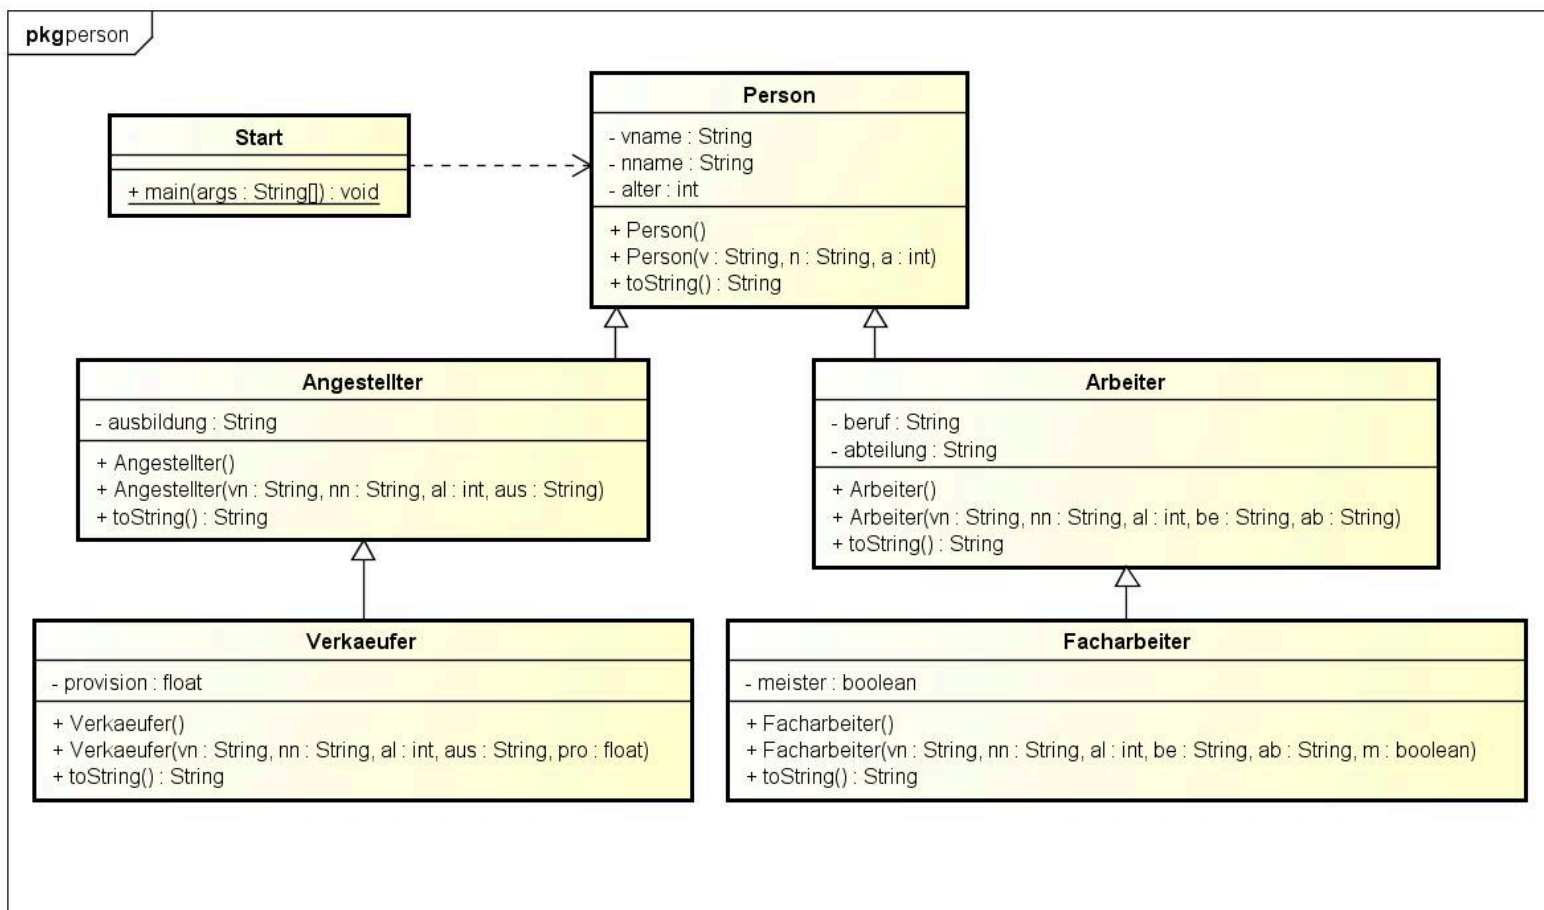 pkg person
Start
+ main(args : String[]) : void
Person
- vname : String
- nname : String
- alter : int
+ Person()
+ Person(v : String, n : String, a : int)
+ toString() : String
Angestellter
- ausbildung : String
+ Angestellter()
+ Angestellter(vn : String, nn : String, al : int, aus : String)
+ toString() : String
Arbeiter
- beruf : String
- abteilung : String
+ Arbeiter()
+ Arbeiter(vn : String, nn : String, al : int, be : String, ab : String)
+ toString() : String
Verkaeufer
- provision : float
+ Verkaeufer()
+ Verkaeufer(vn : String, nn : String, al : int, aus : String, pro : float)
+ toString() : String
Facharbeiter
- meister : boolean
+ Facharbeiter()
+ Facharbeiter(vn : String, nn : String, al : int, be : String, ab : String, m : boolean)
+ toString() : String